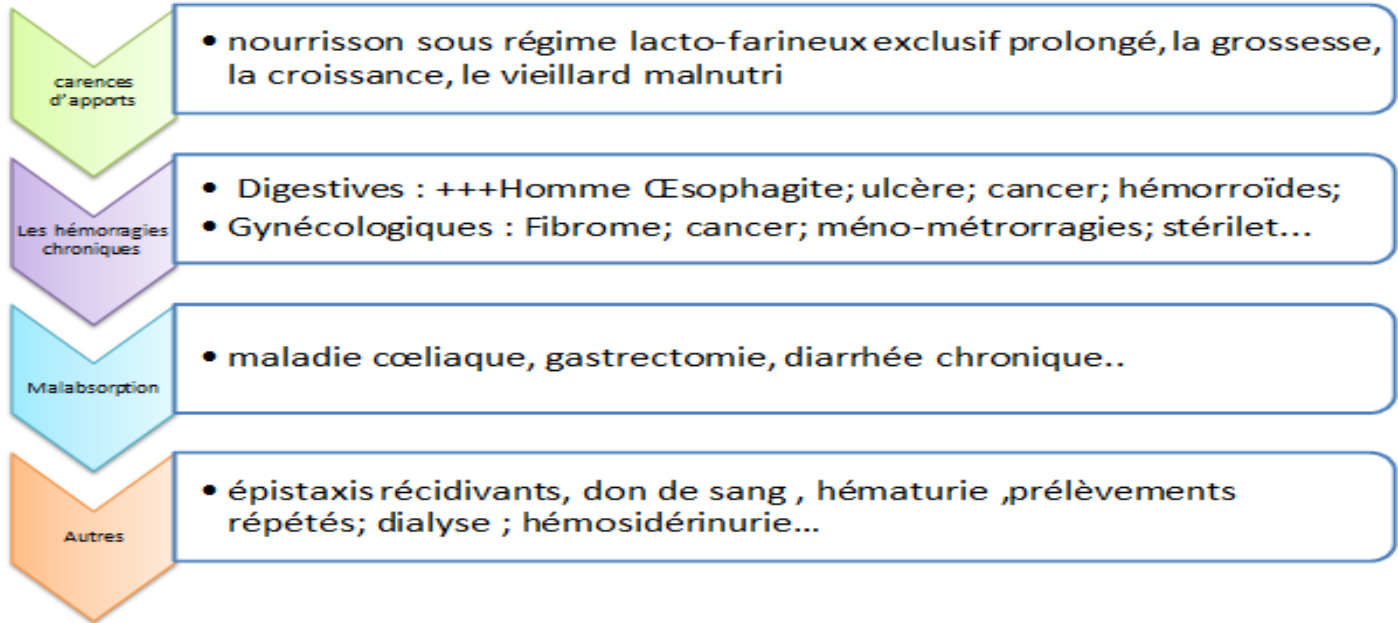 carences
d'apports
• nourrisson sous régime lacto-farineux exclusif prolongé, la grossesse,
la croissance, le vieillard malnutri
Les hémorragies
chroniques
• Digestives : +++Homme Œsophagite; ulcère; cancer; hémorroïdes;
• Gynécologiques : Fibrome; cancer; méno-métrorragies; stérilet...
Malabsorption
• maladie cœliaque, gastrectomie, diarrhée chronique..
Autres
• épistaxis récidivants, don de sang , hématurie ,prélèvements
répétés; dialyse ; hémosidérinurie...